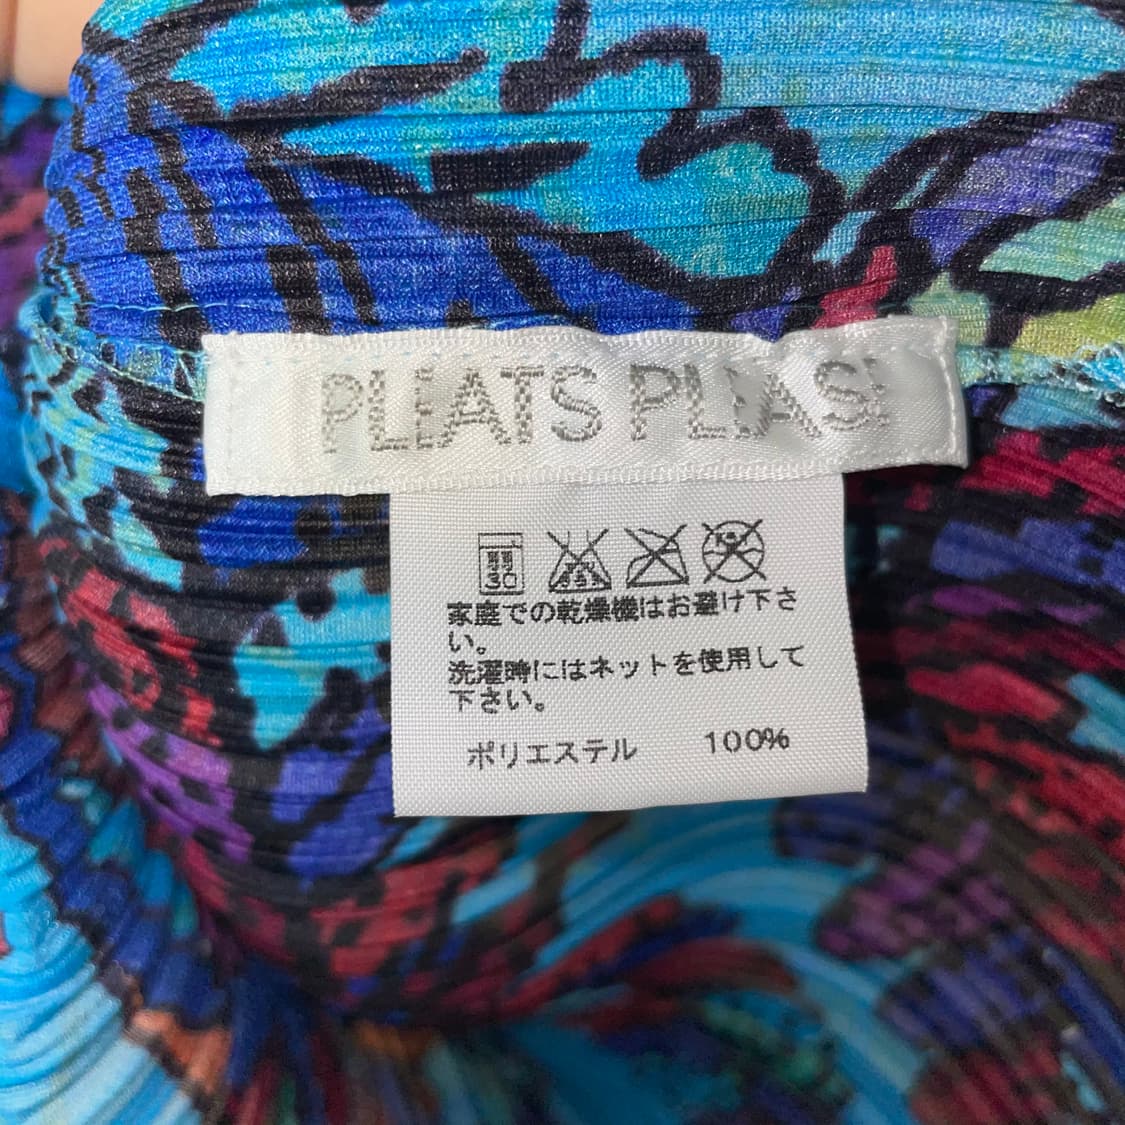 PLEATS PLEAS
30
家庭での乾燥機はお避け下さ
い。
洗濯時にはネットを使用して
下さい。
ポリエステル 100%